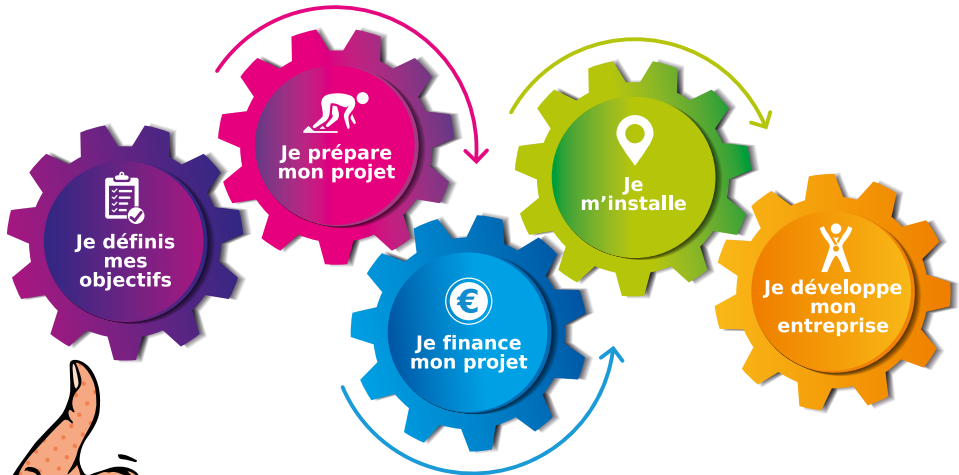 Je définis
mes
objectifs
Je prépare
mon projet
€
Je finance
mon projet
Je
m'installe
Je développe
mon
entreprise